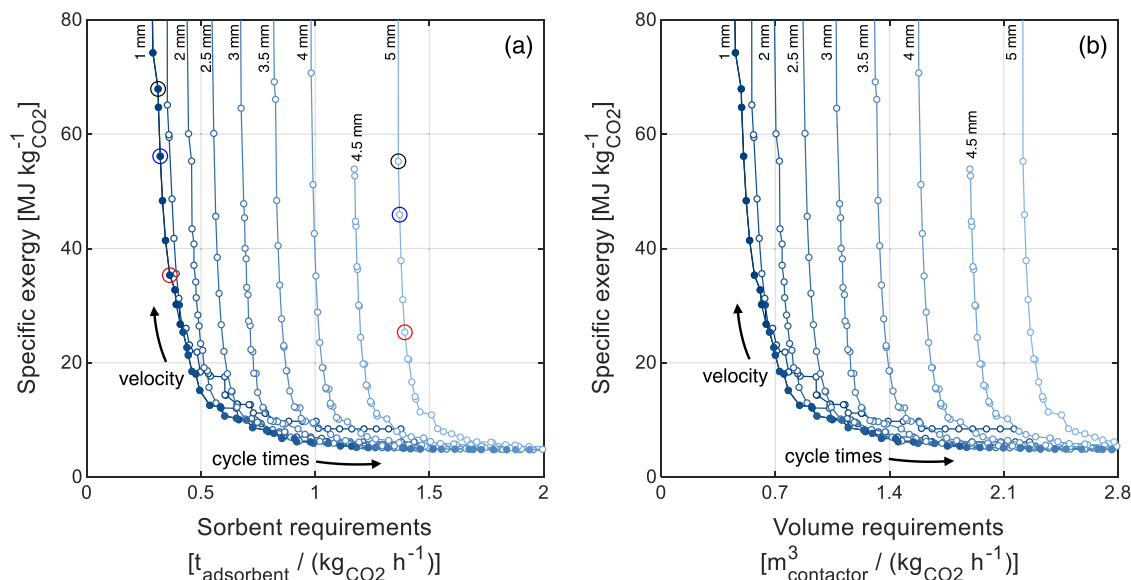 80
60
40
20
0
Specific exergy [MJ kg⁻¹CO2]
1 mm
2 mm
2.5 mm
3 mm
3.5 mm
4 mm
4.5 mm
5 mm
(a)
velocity
cycle times
0
0.5
1
1.5
2
Sorbent requirements
[t_adsorbent / (kg_CO2 h⁻¹)]
80
60
40
20
0
Specific exergy [MJ kg⁻¹CO2]
1 mm
2 mm
2.5 mm
3 mm
3.5 mm
4 mm
4.5 mm
5 mm
(b)
velocity
cycle times
0
0.7
1.4
2.1
2.8
Volume requirements
[m³_contactor / (kg_CO2 h⁻¹)]